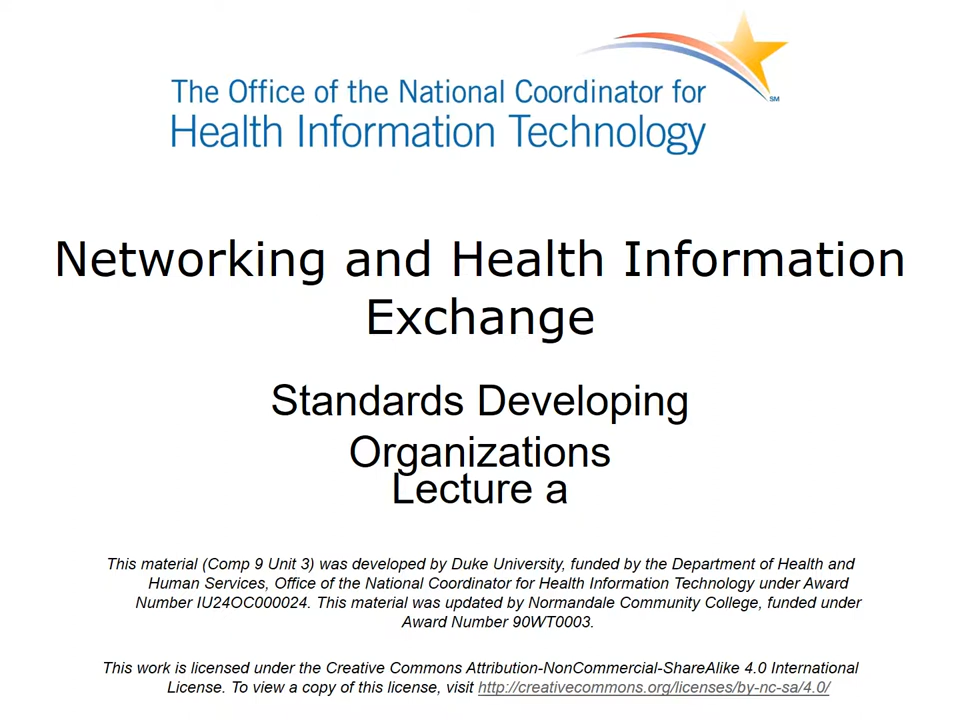 The Office of the National Coordinator for
Health Information Technology
SM
Networking and Health Information
Exchange
Standards Developing
Organizations
Lecture a
This material (Comp 9 Unit 3) was developed by Duke University, funded by the Department of Health and
Human Services, Office of the National Coordinator for Health Information Technology under Award
Number IU24OC000024. This material was updated by Normandale Community College, funded under
Award Number 90WT0003.
This work is licensed under the Creative Commons Attribution-NonCommercial-ShareAlike 4.0 International
License. To view a copy of this license, visit http://creativecommons.org/licenses/by-nc-sa/4.0/